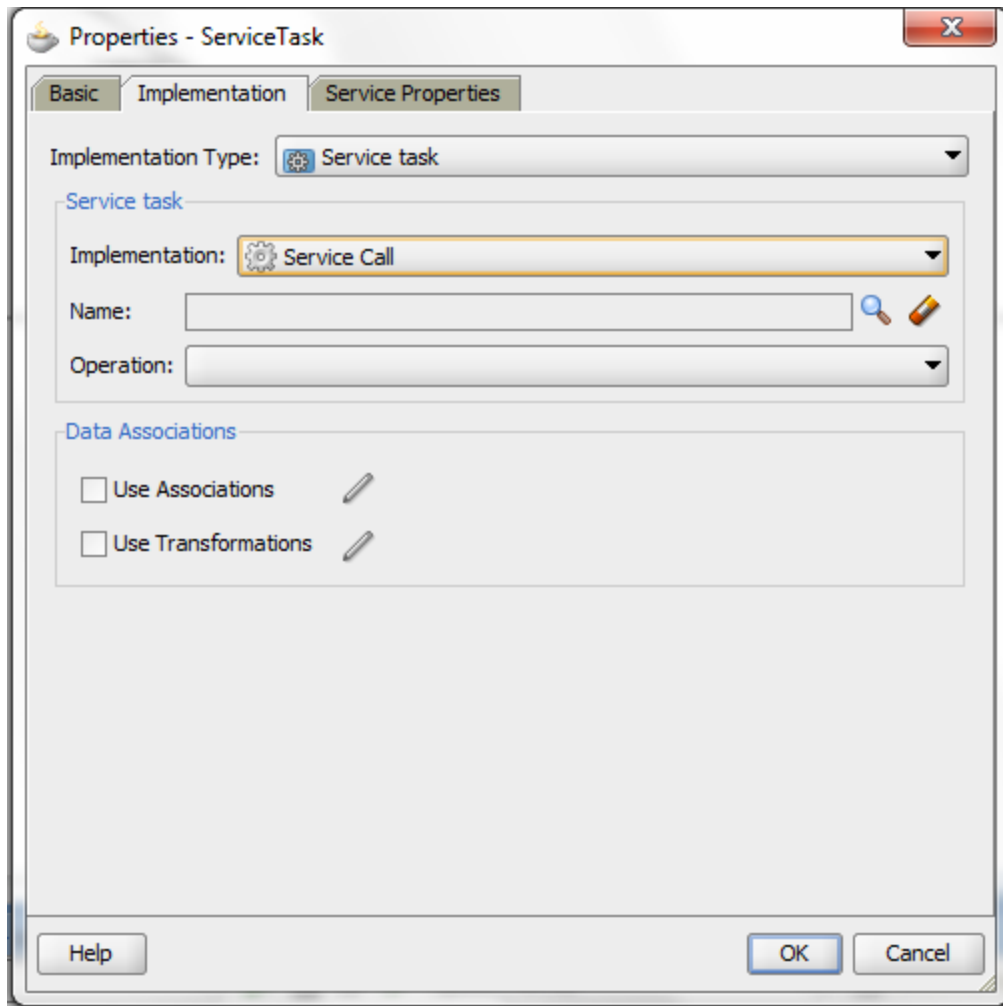 Properties - ServiceTask
Basic Implementation Service Properties
Implementation Type: Service task
Service task
Implementation: Service Call
Name:
Operation:
Data Associations
Use Associations
Use Transformations
Help OK Cancel